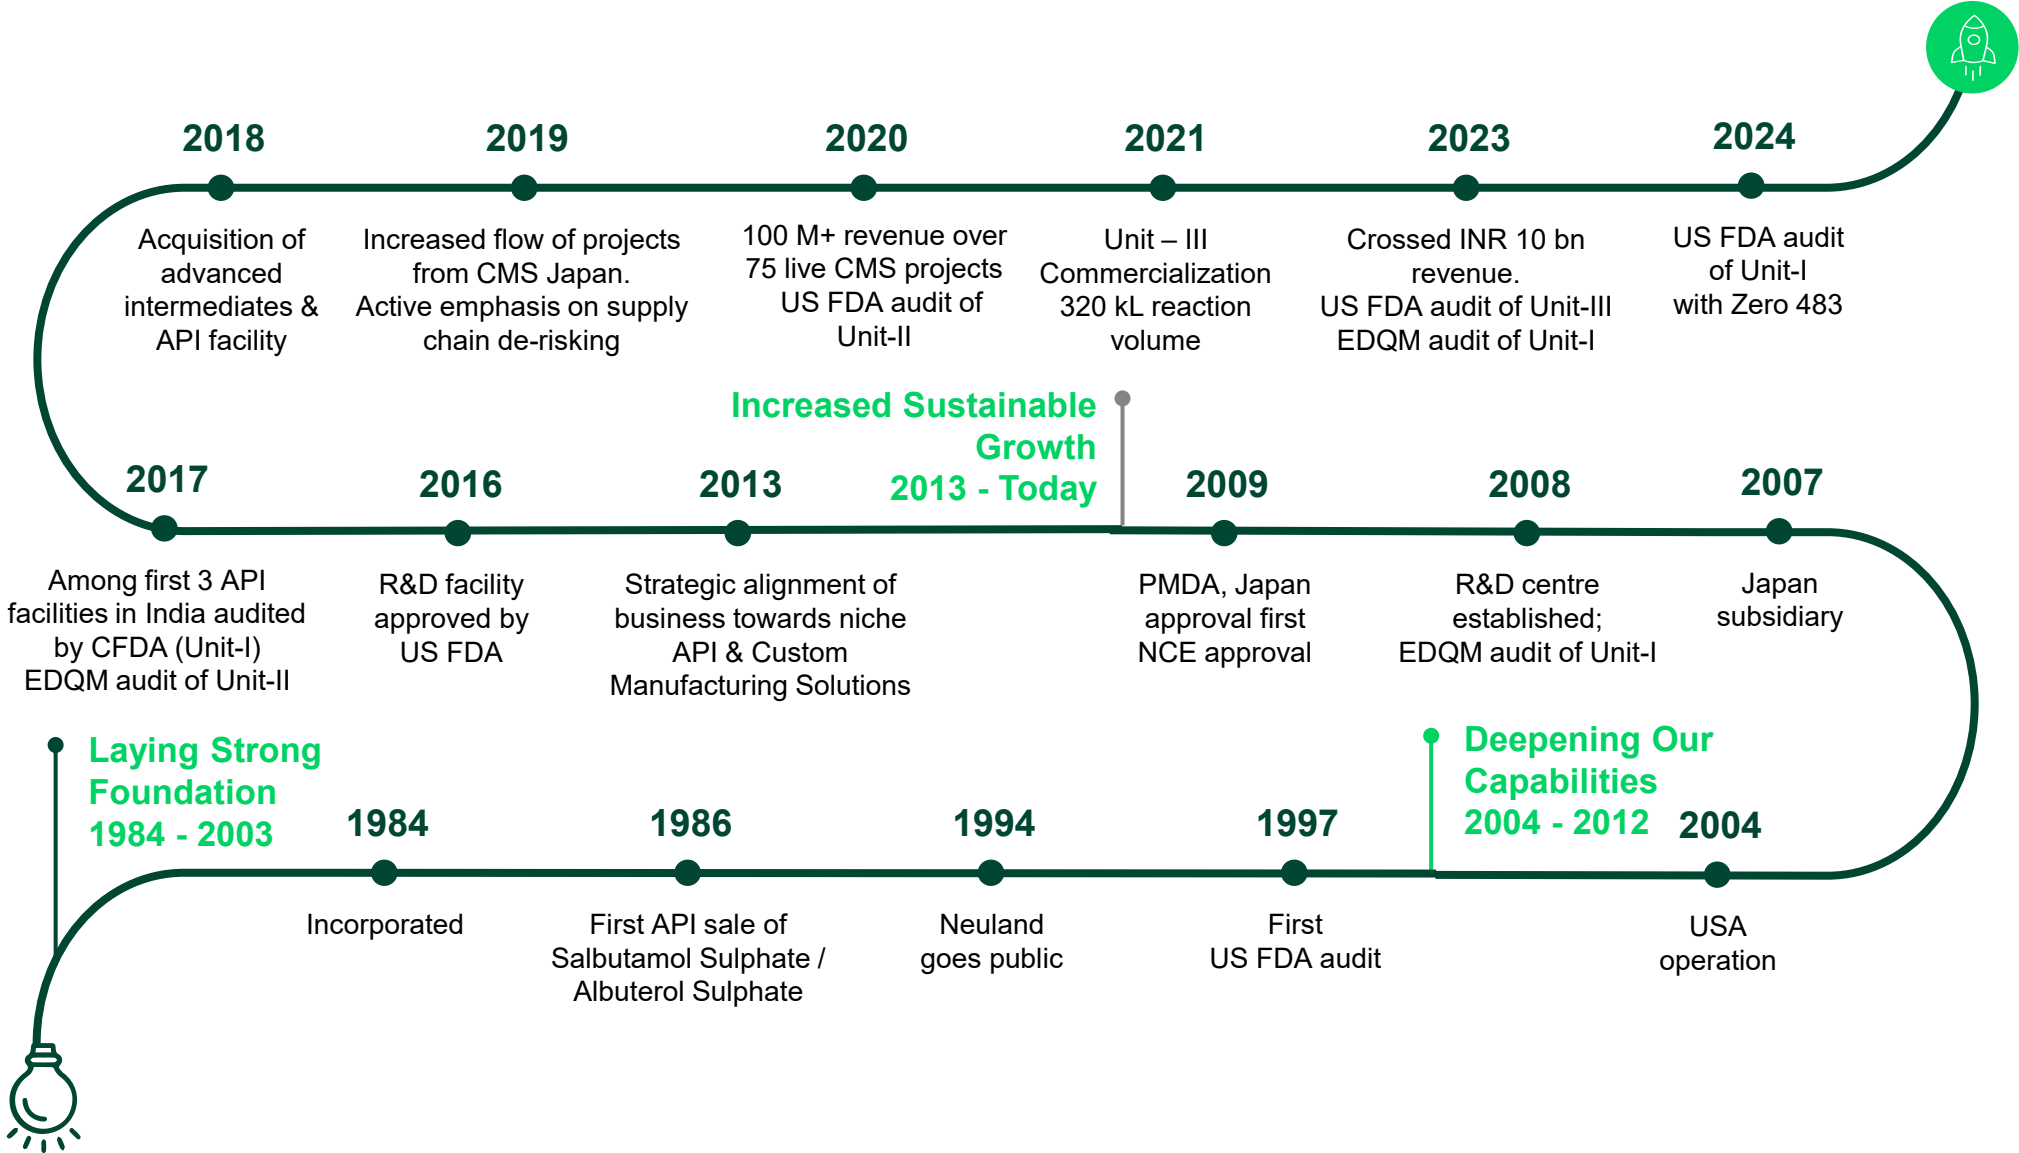 2018
Acquisition of
advanced
intermediates &
API facility
2019
Increased flow of projects
from CMS Japan.
Active emphasis on supply
chain de-risking
2020
100 M+ revenue over
75 live CMS projects
US FDA audit of
Unit-II
2021
Unit – III
Commercialization
320 kL reaction
volume
2023
Crossed INR 10 bn
revenue.
US FDA audit of Unit-III
EDQM audit of Unit-I
2024
US FDA audit
of Unit-I
with Zero 483
2017
Among first 3 API
facilities in India audited
by CFDA (Unit-I)
EDQM audit of Unit-II
2016
R&D facility
approved by
US FDA
2013
Strategic alignment of
business towards niche
API & Custom
Manufacturing Solutions
Increased Sustainable
Growth
2013 - Today
2009
PMDA, Japan
approval first
NCE approval
2008
R&D centre
established;
EDQM audit of Unit-I
2007
Japan
subsidiary
Laying Strong
Foundation
1984 - 2003
1984
Incorporated
1986
First API sale of
Salbutamol Sulphate /
Albuterol Sulphate
1994
Neuland
goes public
1997
First
US FDA audit
Deepening Our
Capabilities
2004 - 2012
2004
USA
operation